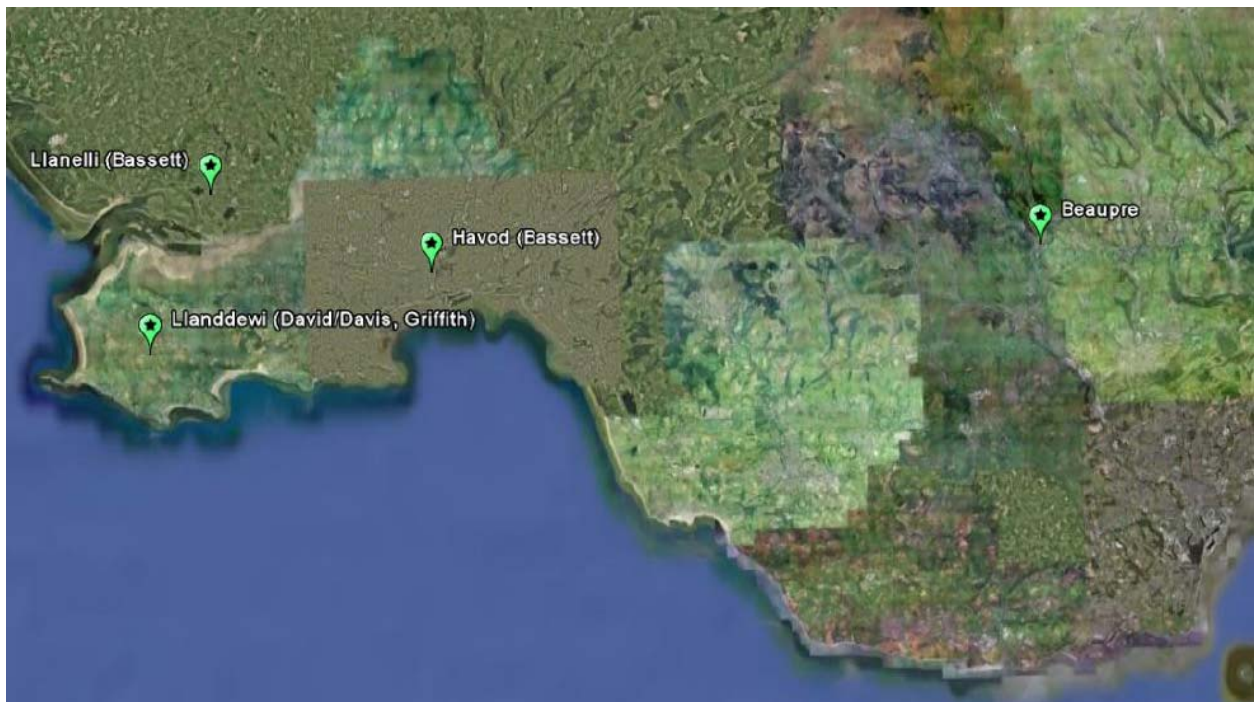 Llanelli (Bassett)
Beaupre
Havod (Bassett)
Llanddewi (David/Davis, Griffith)